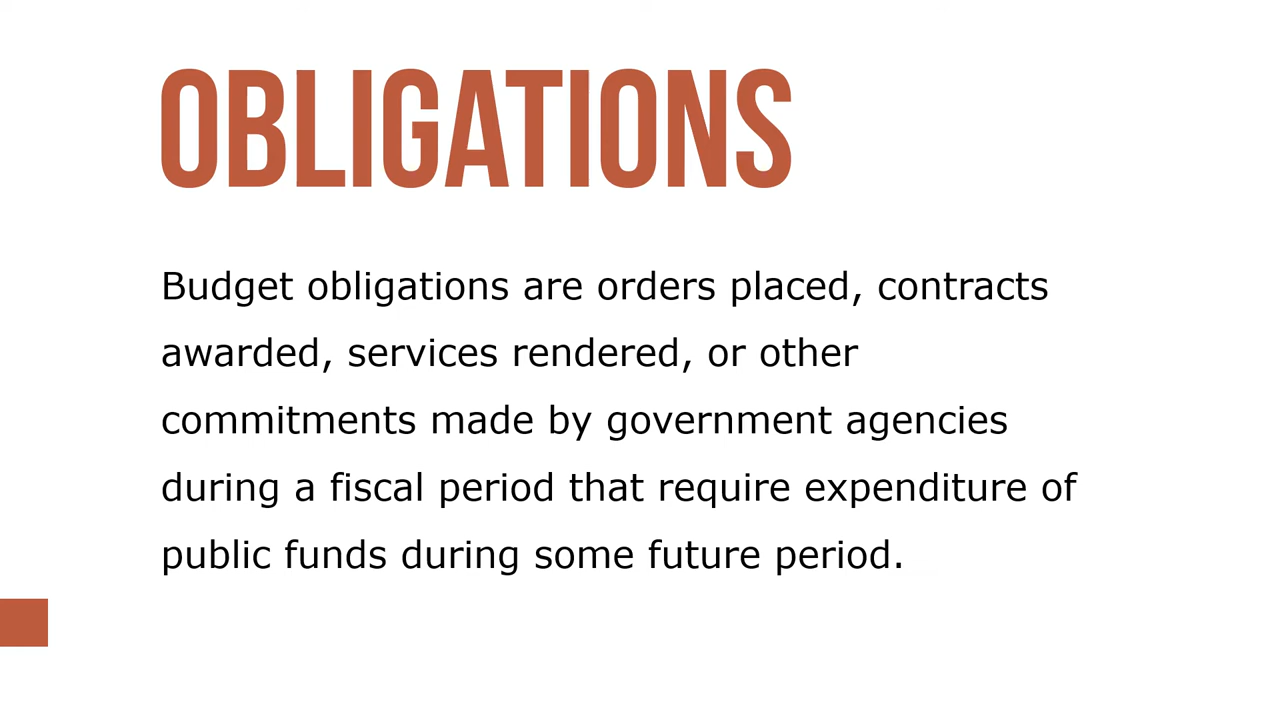 OBLIGATIONS
Budget obligations are orders placed, contracts
awarded, services rendered, or other
commitments made by government agencies
during a fiscal period that require expenditure of
public funds during some future period.